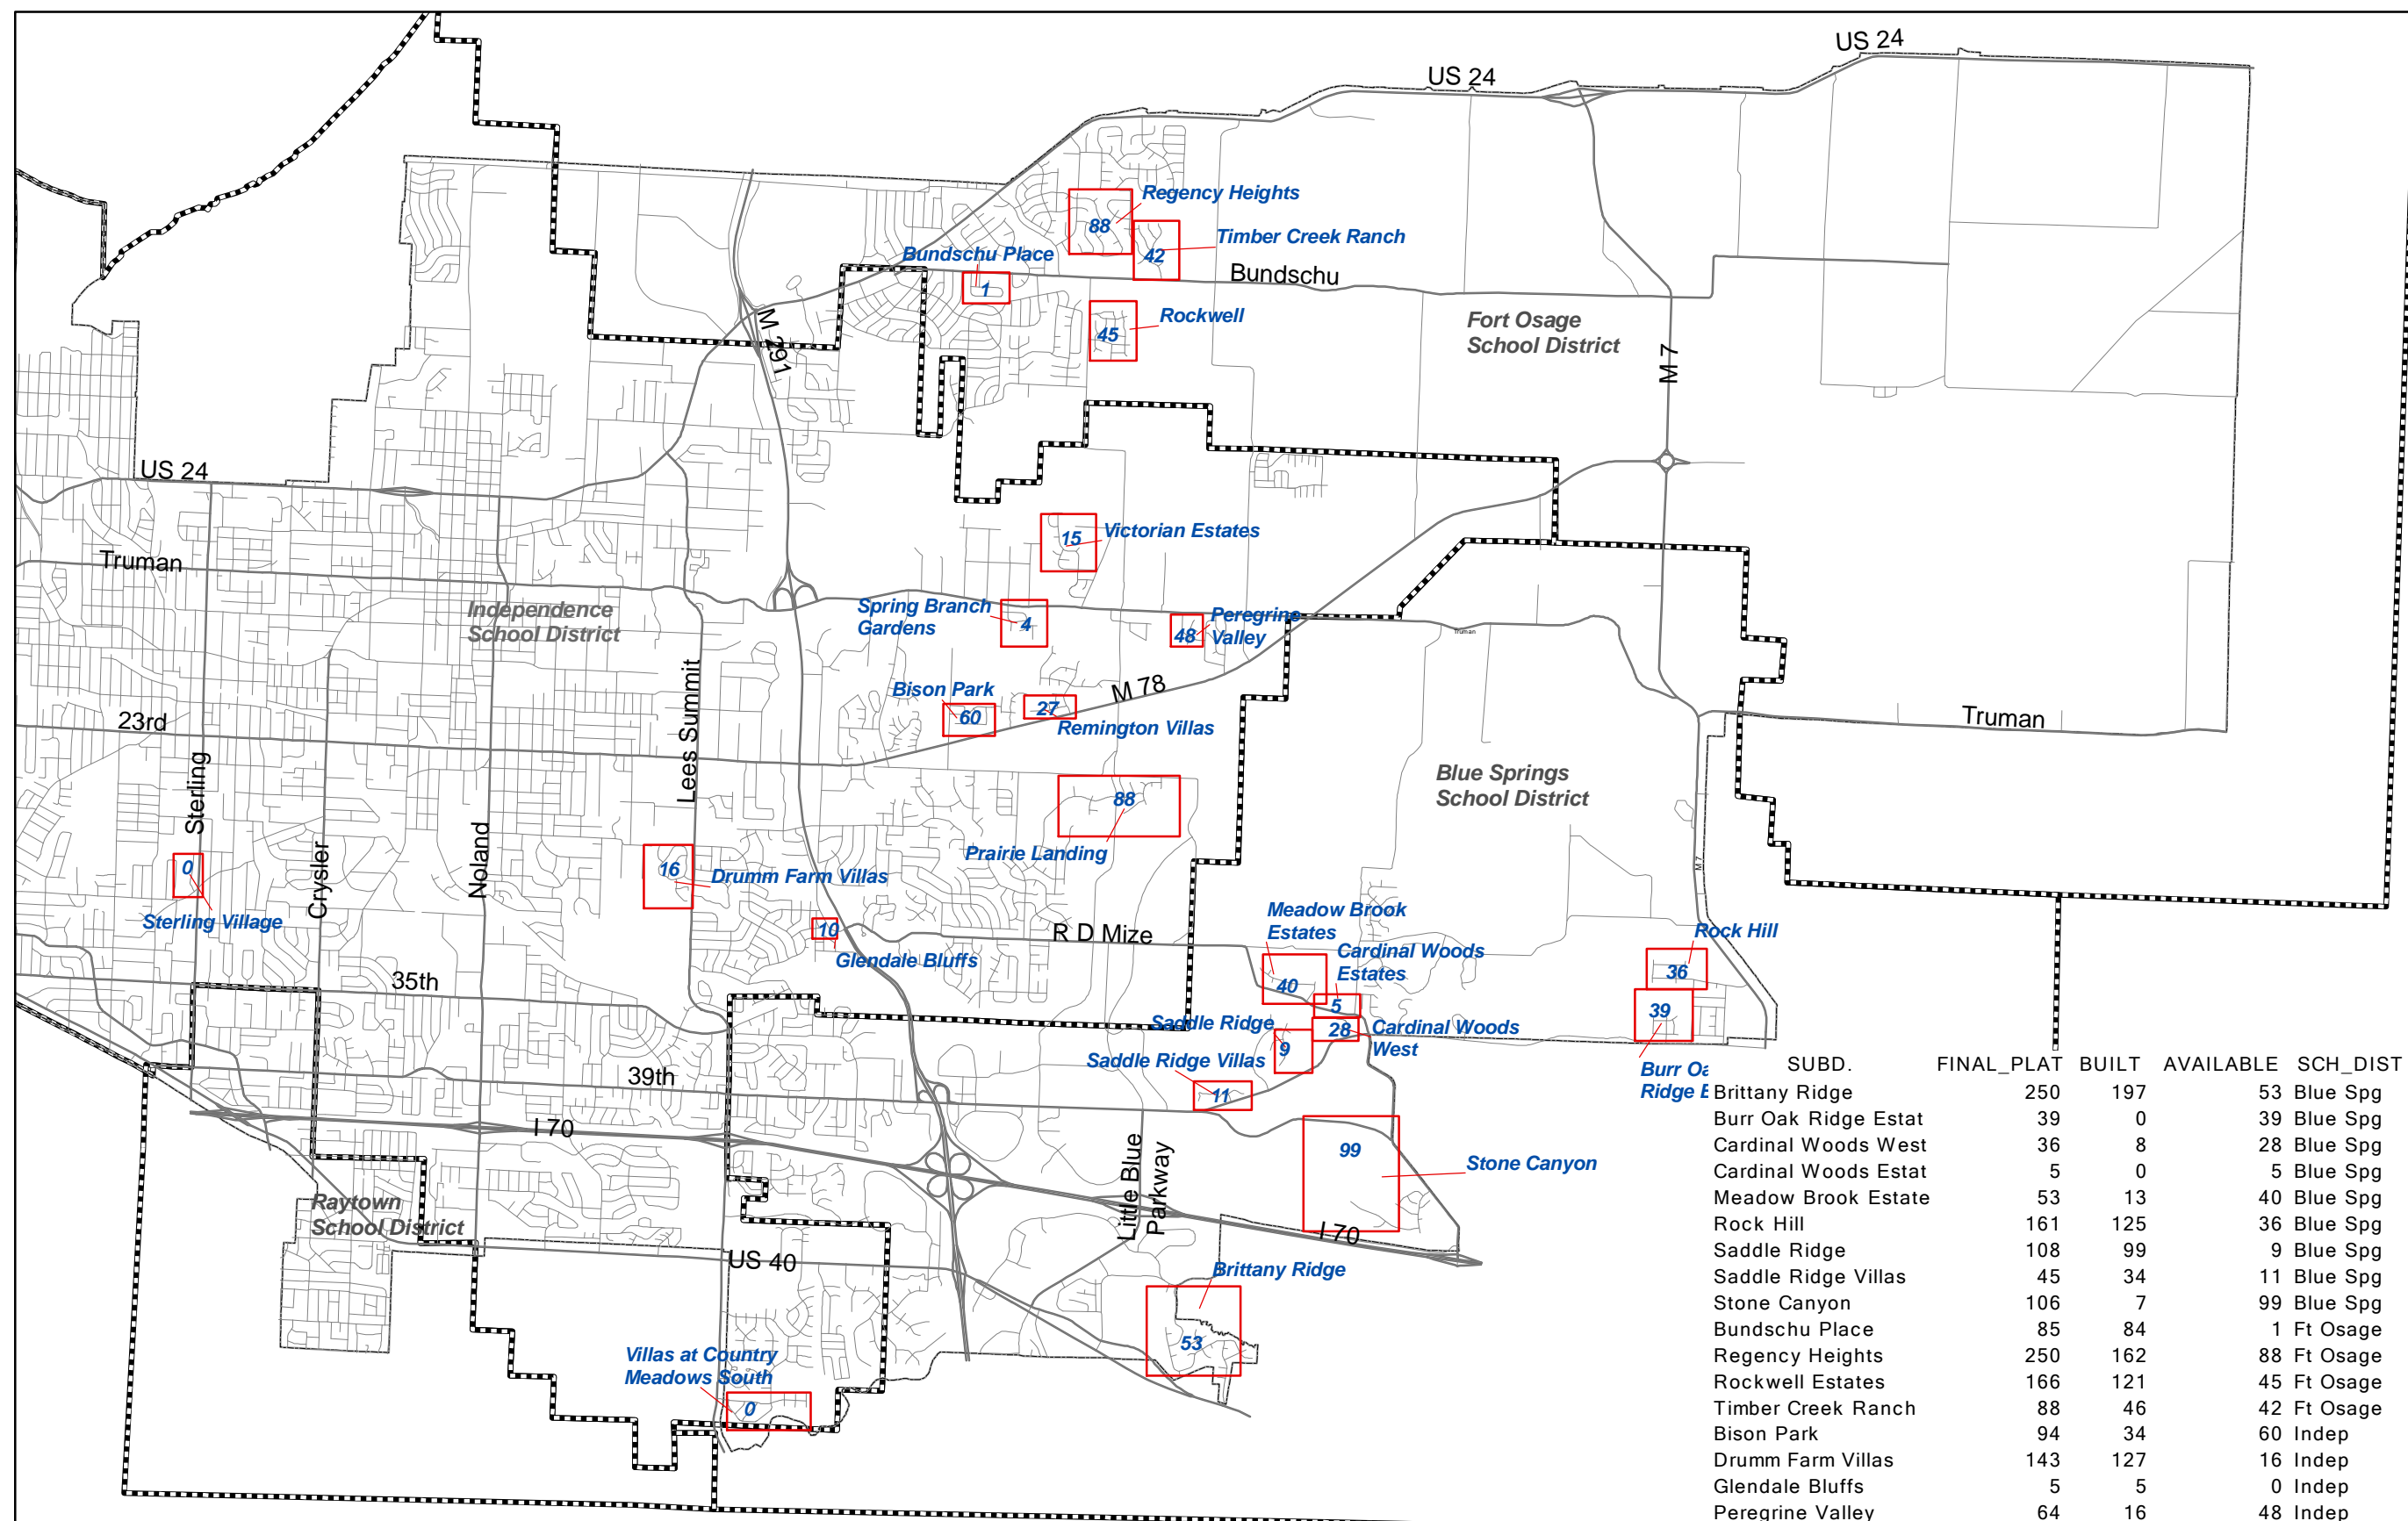 US 24
US 24
Regency Heights
88
Timber Creek Ranch
42
Bundschu Place
1
Bundschu
M 291
Rockwell
45
Fort Osage
School District
M 7
US 24
Victorian Estates
15
Truman
Independence
School District
Spring Branch
Gardens
4
Peregrine
Valley
48
Truman
Lees Summit
Bison Park
60
27
Remington Villas
M 78
23rd
Truman
Sterling
Blue Springs
School District
88
Prairie Landing
Crysler
Noland
0
Sterling Village
16
Drumm Farm Villas
M 7
10
Glendale Bluffs
R D Mize
Meadow Brook
Estates
40
Cardinal Woods
Estates
5
Rock Hill
36
35th
39
Saddle Ridge
9
28
Cardinal Woods
West
Saddle Ridge Villas
11
39th
Burr Oa
Ridge E
I 70
Little Blue
Parkway
99
Stone Canyon
Raytown
School District
I 70
US 40
Brittany Ridge
53
Villas at Country
Meadows South
0
SUBD. FINAL_PLAT BUILT AVAILABLE SCH_DIST
Brittany Ridge 250 197 53 Blue Spg
Burr Oak Ridge Estat 39 0 39 Blue Spg
Cardinal Woods West 36 8 28 Blue Spg
Cardinal Woods Estat 5 0 5 Blue Spg
Meadow Brook Estate 53 13 40 Blue Spg
Rock Hill 161 125 36 Blue Spg
Saddle Ridge 108 99 9 Blue Spg
Saddle Ridge Villas 45 34 11 Blue Spg
Stone Canyon 106 7 99 Blue Spg
Bundschu Place 85 84 1 Ft Osage
Regency Heights 250 162 88 Ft Osage
Rockwell Estates 166 121 45 Ft Osage
Timber Creek Ranch 88 46 42 Ft Osage
Bison Park 94 34 60 Indep
Drumm Farm Villas 143 127 16 Indep
Glendale Bluffs 5 5 0 Indep
Peregrine Valley 64 16 48 Indep